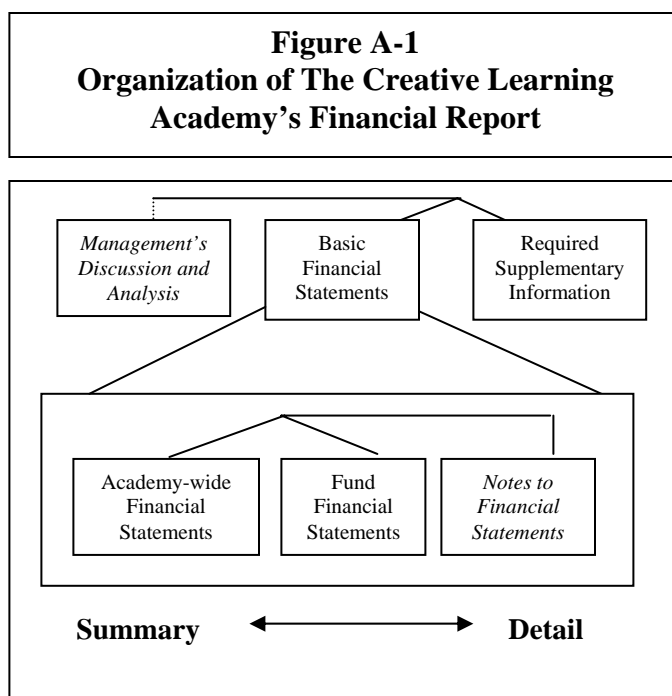 Figure A-1
Organization of The Creative Learning
Academy's Financial Report
Management's
Discussion and
Analysis
Basic
Financial
Statements
Required
Supplementary
Information
Academy-wide
Financial
Statements
Fund
Financial
Statements
Notes to
Financial
Statements
Summary
Detail